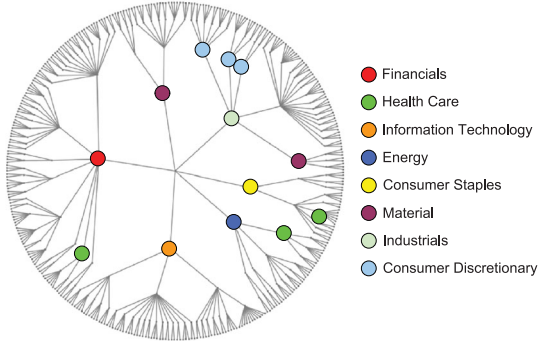 Financials
Health Care
Information Technology
Energy
Consumer Staples
Material
Industrials
Consumer Discretionary